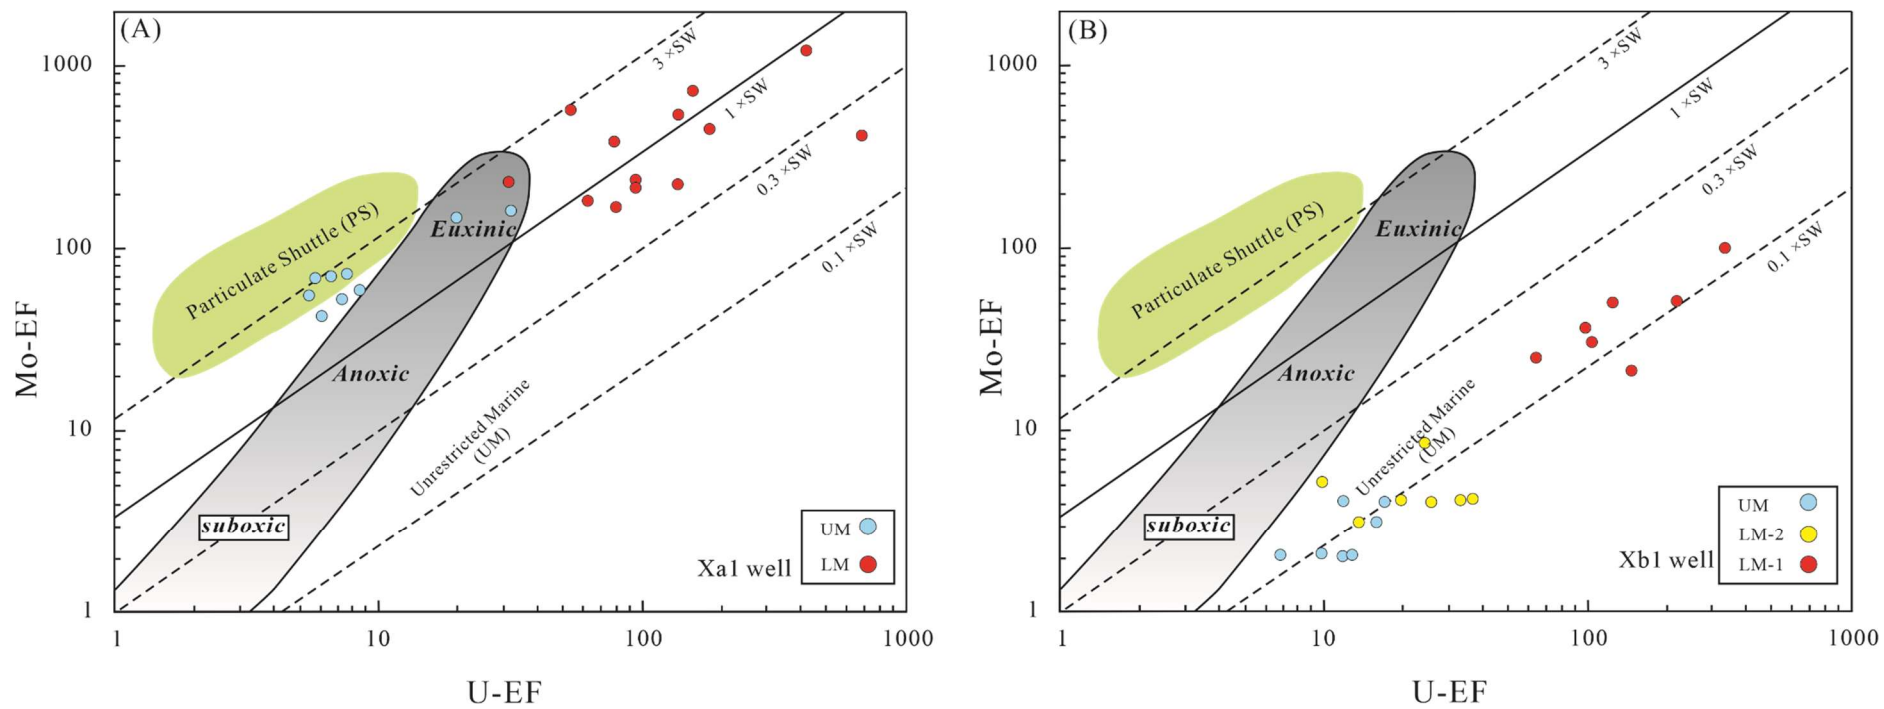 (A)
1000
100
10
1
Mo-EF
3 ×SW
1 ×SW
0.3 ×SW
0.1 ×SW
Particulate Shuttle (PS)
Euxinic
Anoxic
suboxic
Unrestricted Marine
(UM)
Xa1 well
UM
LM
1
10
100
1000
U-EF
(B)
1000
100
10
1
Mo-EF
3 ×SW
1 ×SW
0.3 ×SW
0.1 ×SW
Particulate Shuttle (PS)
Euxinic
Anoxic
suboxic
Unrestricted Marine
(UM)
Xb1 well
UM
LM-2
LM-1
1
10
100
1000
U-EF